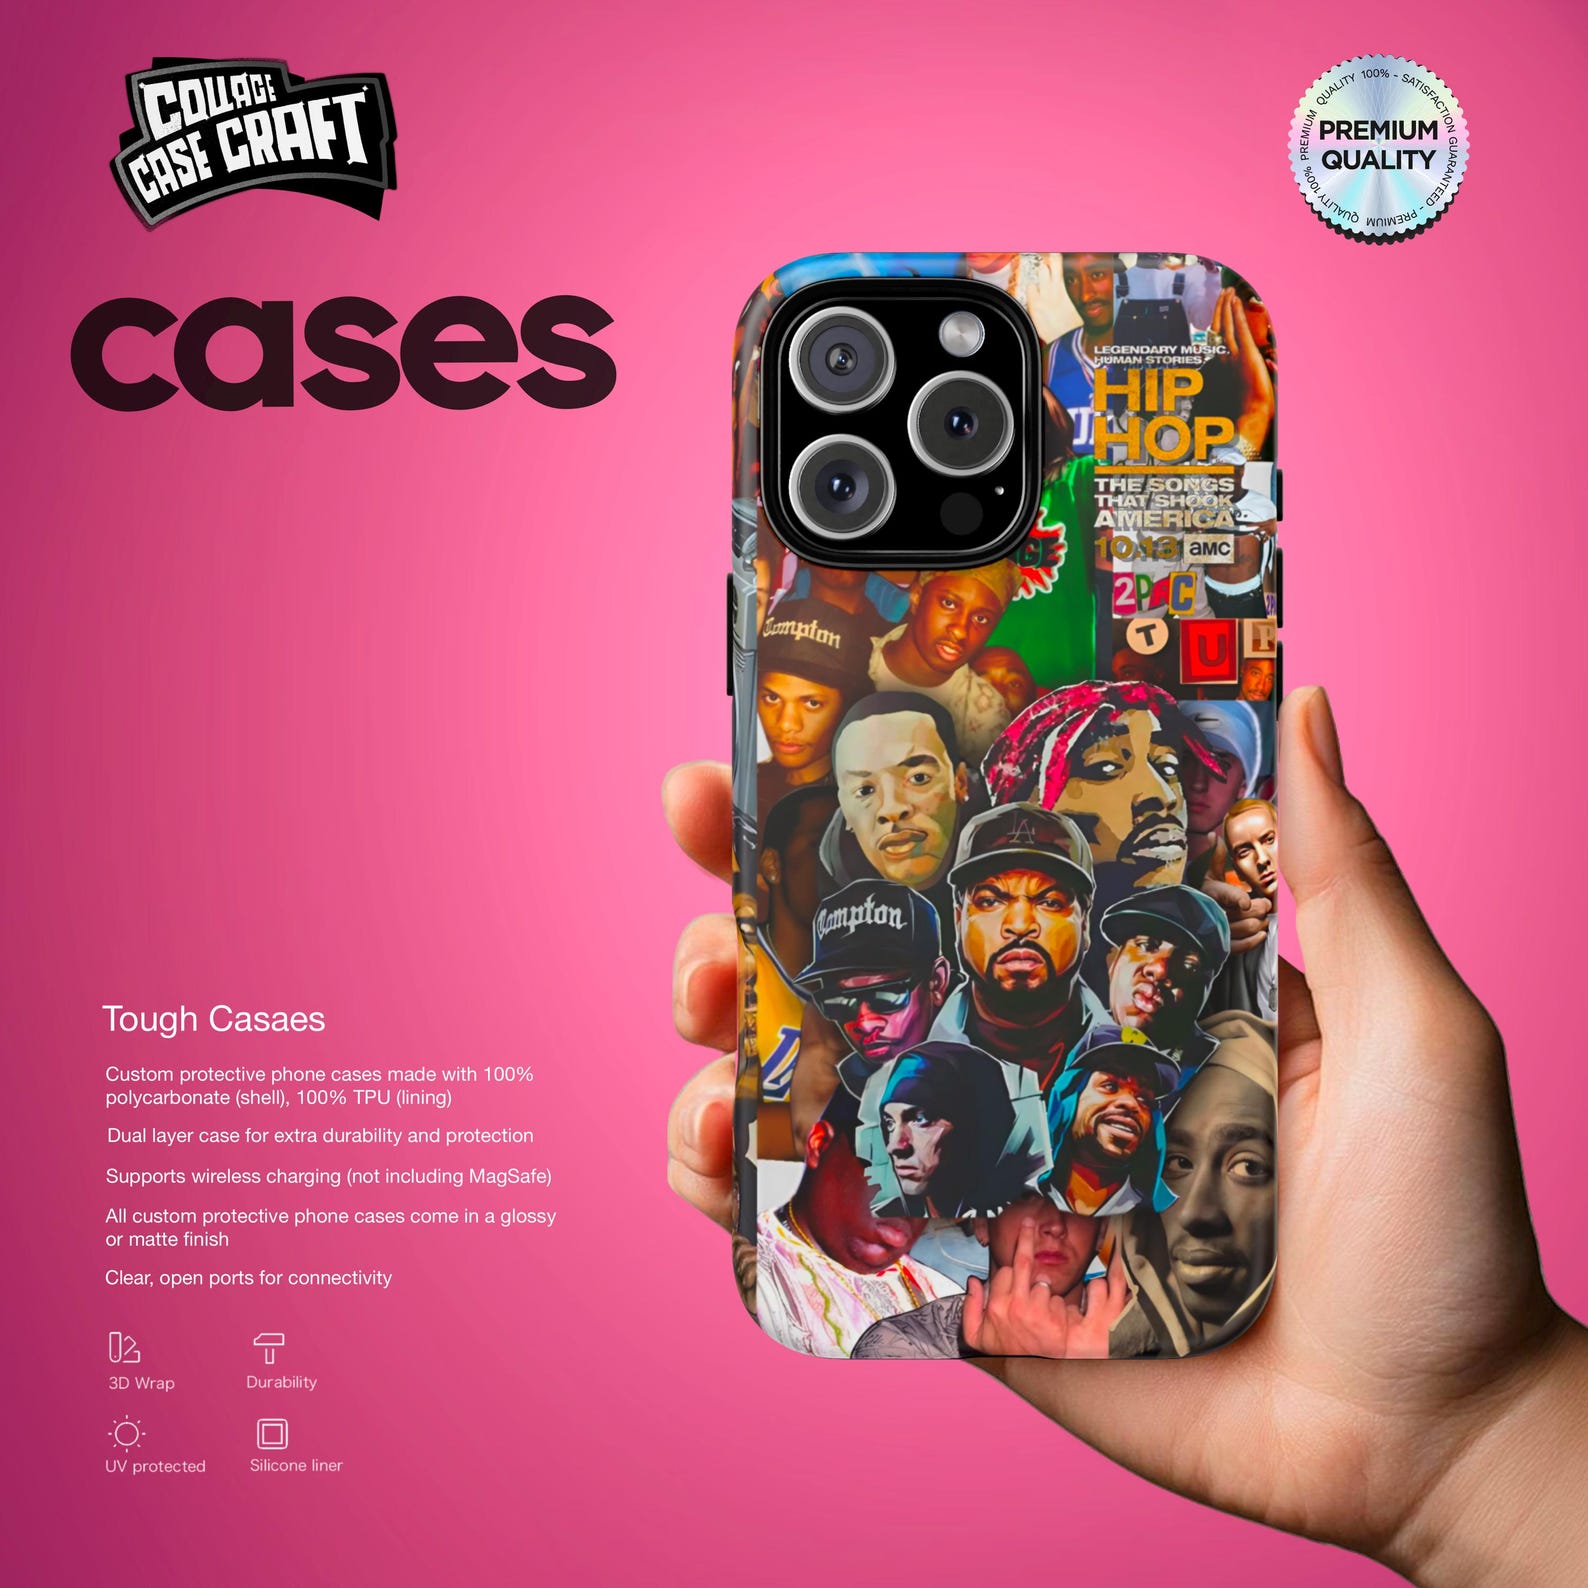 COLLAGE
CASE CRAFT
PREMIUM QUALITY 100% - SATISFACTION GUARANTEED - PREMIUM QUALITY 100%
PREMIUM
QUALITY
cases
LEGENDARY MUSIC.
HUMAN STORIES.
HIP
HOP
THE SONGS
THAT SHOOK
AMERICA
10.13 aMC
2PAC
T U P
Compton
LA
Compton
Tough Casaes
Custom protective phone cases made with 100%
polycarbonate (shell), 100% TPU (lining)
Dual layer case for extra durability and protection
Supports wireless charging (not including MagSafe)
All custom protective phone cases come in a glossy
or matte finish
Clear, open ports for connectivity
3D Wrap
Durability
UV protected
Silicone liner